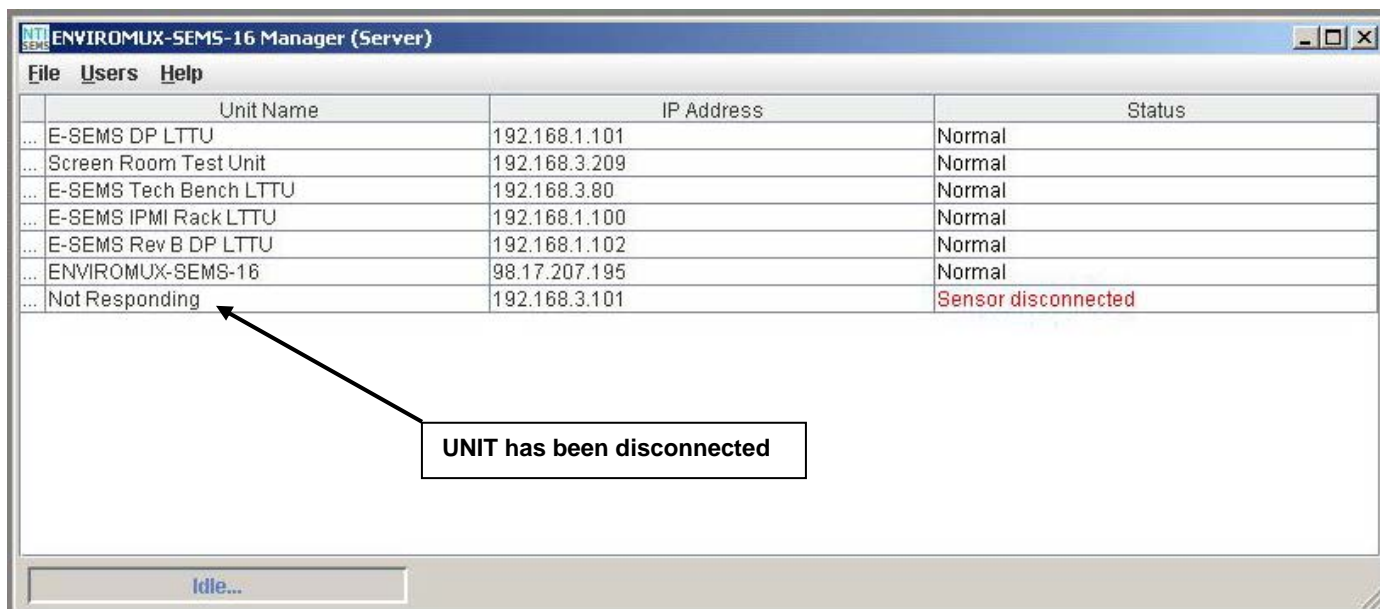 NTI SEMS ENVIROMUX-SEMS-16 Manager (Server)
File Users Help
Unit Name IP Address Status
... E-SEMS DP LTTU 192.168.1.101 Normal
... Screen Room Test Unit 192.168.3.209 Normal
... E-SEMS Tech Bench LTTU 192.168.3.80 Normal
... E-SEMS IPMI Rack LTTU 192.168.1.100 Normal
... E-SEMS Rev B DP LTTU 192.168.1.102 Normal
... ENVIROMUX-SEMS-16 98.17.207.195 Normal
... Not Responding 192.168.3.101 Sensor disconnected
UNIT has been disconnected
Idle...